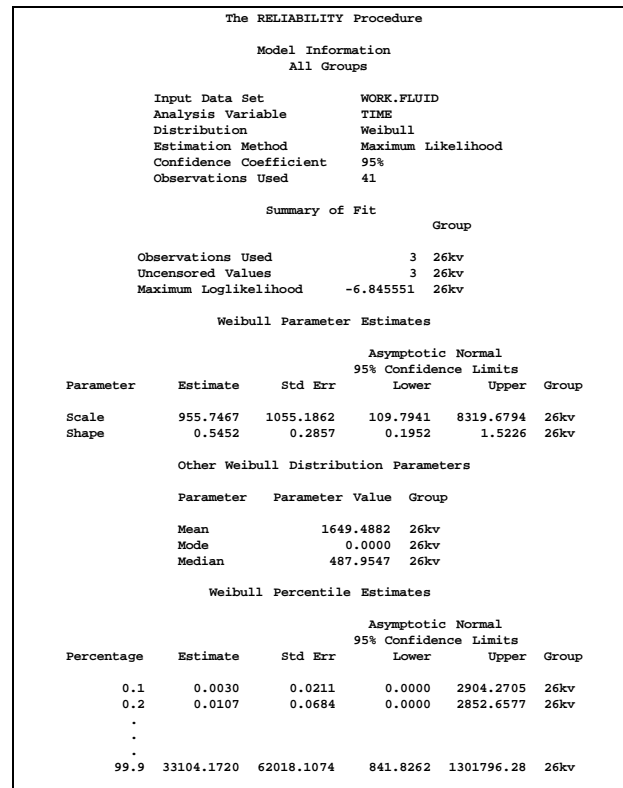 The RELIABILITY Procedure
Model Information
All Groups
Input Data Set WORK.FLUID
Analysis Variable TIME
Distribution Weibull
Estimation Method Maximum Likelihood
Confidence Coefficient 95%
Observations Used 41
Summary of Fit
Group
Observations Used 3 26kv
Uncensored Values 3 26kv
Maximum Loglikelihood -6.845551 26kv
Weibull Parameter Estimates
Asymptotic Normal
95% Confidence Limits
Parameter Estimate Std Err Lower Upper Group
Scale 955.7467 1055.1862 109.7941 8319.6794 26kv
Shape 0.5452 0.2857 0.1952 1.5226 26kv
Other Weibull Distribution Parameters
Parameter Parameter Value Group
Mean 1649.4882 26kv
Mode 0.0000 26kv
Median 487.9547 26kv
Weibull Percentile Estimates
Asymptotic Normal
95% Confidence Limits
Percentage Estimate Std Err Lower Upper Group
0.1 0.0030 0.0211 0.0000 2904.2705 26kv
0.2 0.0107 0.0684 0.0000 2852.6577 26kv
.
.
.
99.9 33104.1720 62018.1074 841.8262 1301796.28 26kv